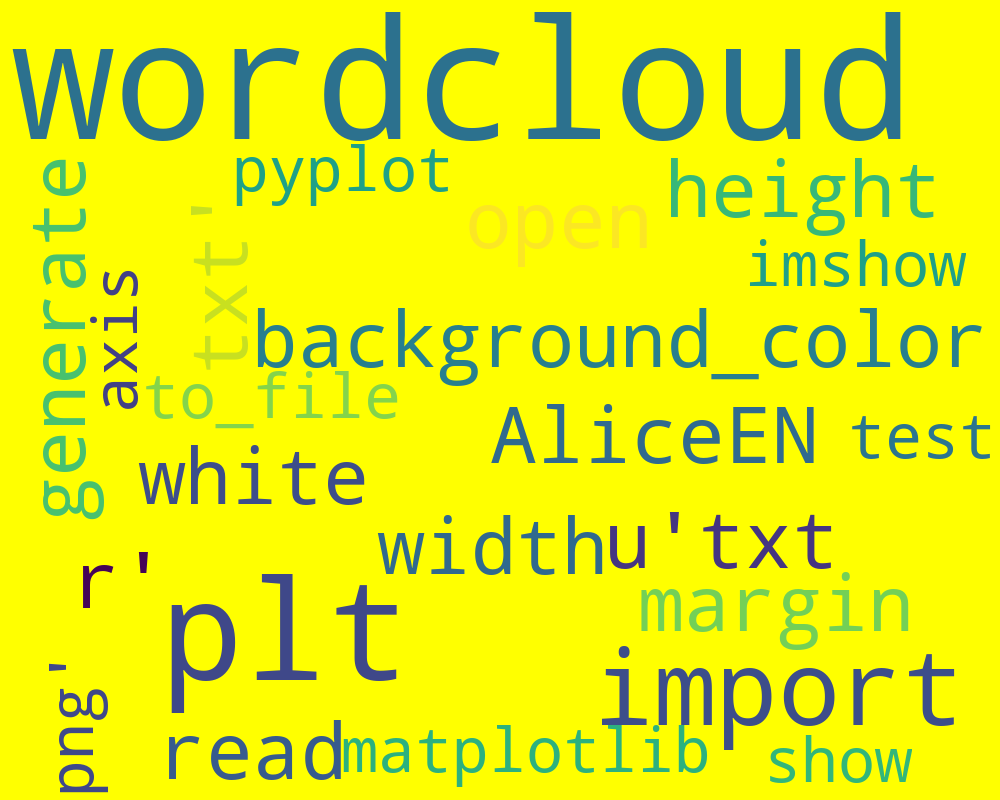 wordcloud
pyplot
height
generate
txt'
open
imshow
axis
background_color
to_file
AliceEN
test
white
width
u'txt
r'
plt
margin
import
png'
read
matplotlib
show